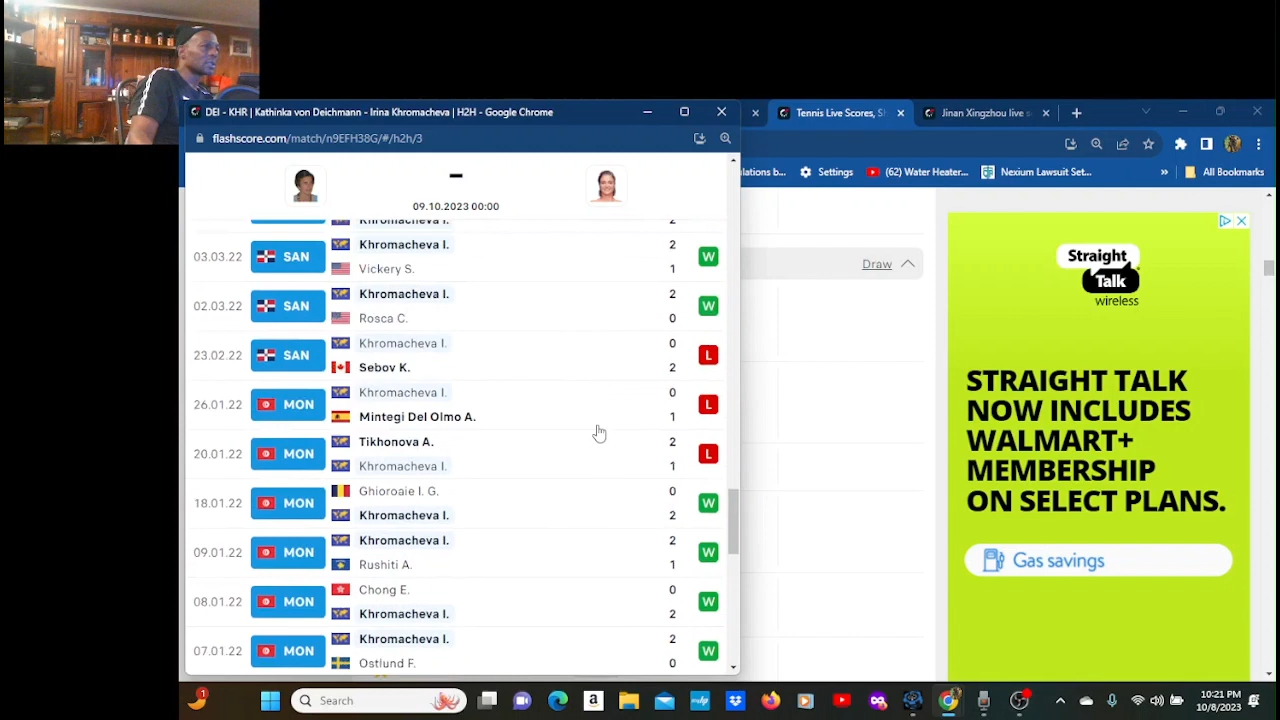 DEI - KHR | Kathinka von Deichmann - Irina Khromacheva | H2H - Google Chrome
Tennis Live Scores, S
Jinan Xingzhou live s
flashscore.com/match/n9EFH38G/#/h2h/3
Settings
(62) Water Heater...
Nexium Lawsuit Set...
»
All Bookmarks
-
09.10.2023 00:00
Khromacheva I. 2
03.03.22 SAN Khromacheva I. 2 W
Vickery S. 1
02.03.22 SAN Khromacheva I. 2 W
Rosca C. 0
23.02.22 SAN Khromacheva I. 0 L
Sebov K. 2
26.01.22 MON Khromacheva I. 0 L
Mintegi Del Olmo A. 1
20.01.22 MON Tikhonova A. 2 L
Khromacheva I. 1
18.01.22 MON Ghioroaie I. G. 0 W
Khromacheva I. 2
09.01.22 MON Khromacheva I. 2 W
Rushiti A. 1
08.01.22 MON Chong E. 0 W
Khromacheva I. 2
07.01.22 MON Khromacheva I. 2 W
Ostlund F. 0
Draw
Straight
Talk
wireless
STRAIGHT TALK
NOW INCLUDES
WALMART+
MEMBERSHIP
ON SELECT PLANS.
Gas savings
1
Search
10:21 PM
10/8/2023